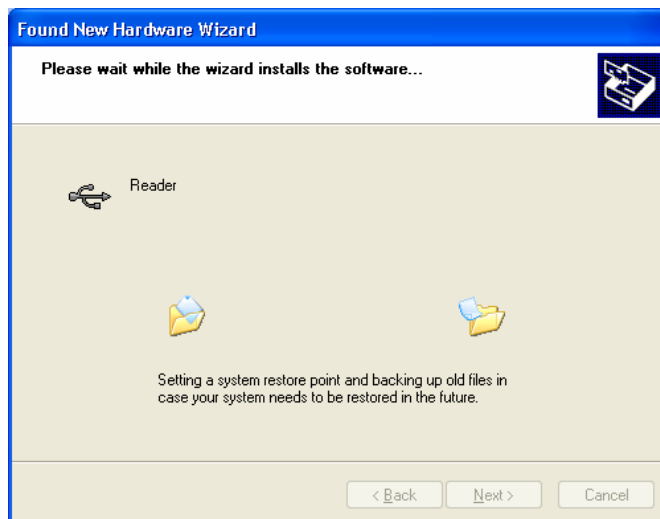 Found New Hardware Wizard
Please wait while the wizard installs the software...
Reader
Setting a system restore point and backing up old files in
case your system needs to be restored in the future.
< Back Next > Cancel